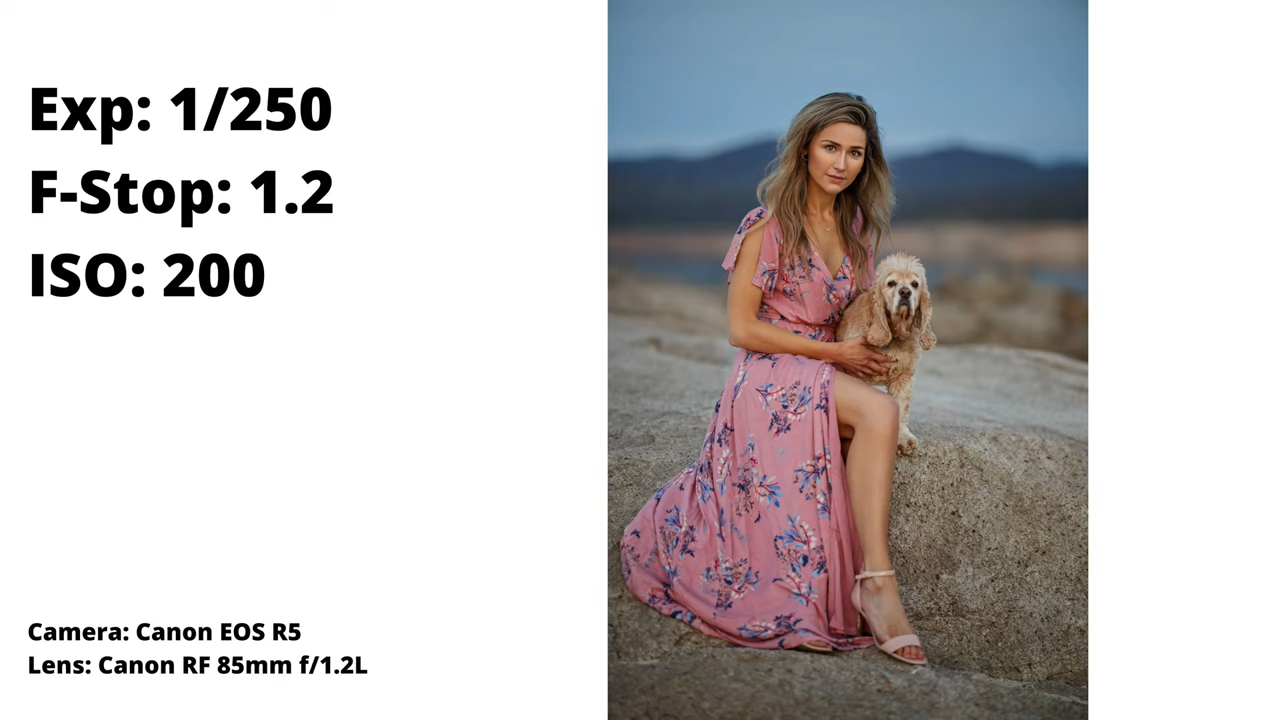 Exp: 1/250
F-Stop: 1.2
ISO: 200
Camera: Canon EOS R5
Lens: Canon RF 85mm f/1.2L